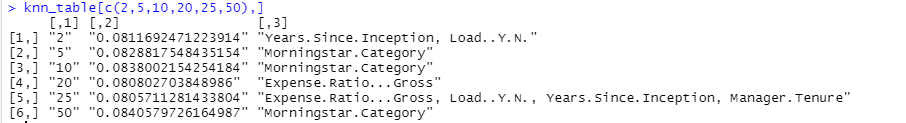 > knn_table[c(2,5,10,20,25,50),]
[,1] [,2] [,3]
[1,] "2" "0.0811692471223914" "Years.Since.Inception, Load..Y.N."
[2,] "5" "0.0828817548435154" "Morningstar.Category"
[3,] "10" "0.0838002154254184" "Morningstar.Category"
[4,] "20" "0.080802703848986" "Expense.Ratio...Gross"
[5,] "25" "0.0805711281433804" "Expense.Ratio...Gross, Load..Y.N., Years.Since.Inception, Manager.Tenure"
[6,] "50" "0.0840579726164987" "Morningstar.Category"